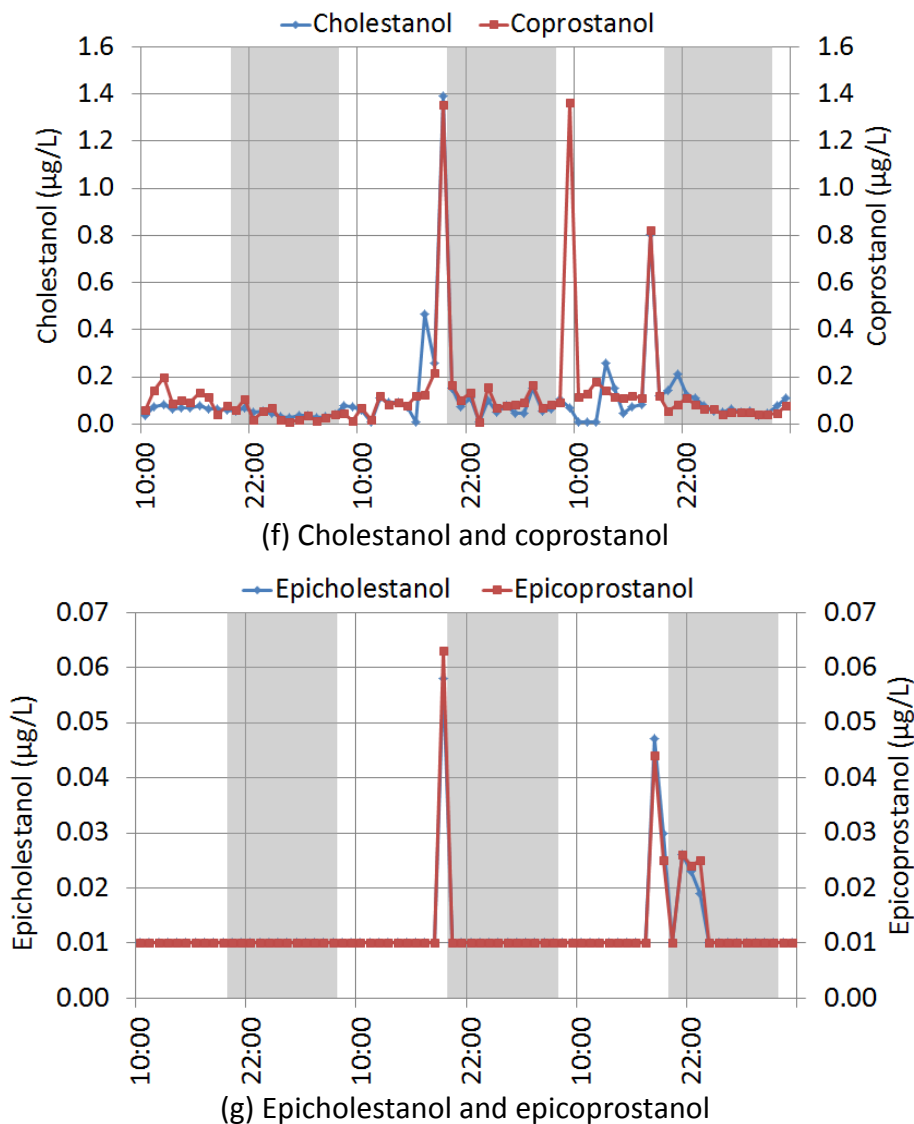 Cholestanol Coprostanol
1.6 1.6
1.4 1.4
1.2 1.2
1.0 1.0
0.8 0.8
0.6 0.6
0.4 0.4
0.2 0.2
0.0 0.0
Cholestanol (µg/L)
Coprostanol (µg/L)
10:00 22:00 10:00 22:00 10:00 22:00
(f) Cholestanol and coprostanol
Epicholestanol Epicoprostanol
0.07 0.07
0.06 0.06
0.05 0.05
0.04 0.04
0.03 0.03
0.02 0.02
0.01 0.01
0.00 0.00
Epicholestanol (µg/L)
Epicoprostanol (µg/L)
10:00 22:00 10:00 22:00 10:00 22:00
(g) Epicholestanol and epicoprostanol